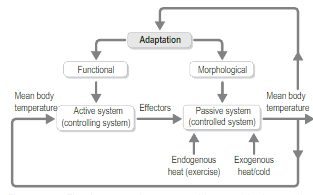 Adaptation
Functional
Morphological
Mean body
temperature
Active system
(controlling system)
Effectors
Passive system
(controlled system)
Mean body
temperature
Endogenous
heat (exercise)
Exogenous
heat/cold